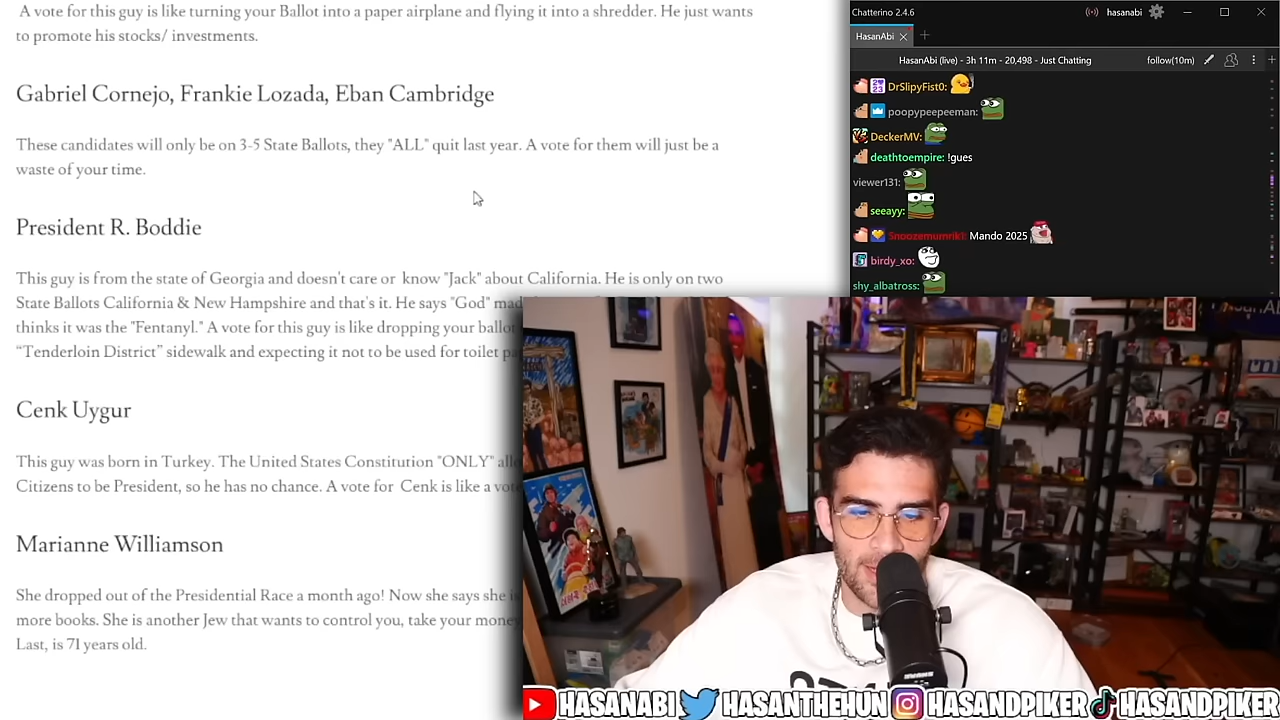 A vote for this guy is like turning your Ballot into a paper airplane and flying it into a shredder. He just wants
to promote his stocks/ investments.
Gabriel Cornejo, Frankie Lozada, Eban Cambridge
These candidates will only be on 3-5 State Ballots, they "ALL" quit last year. A vote for them will just be a
waste of your time.
President R. Boddie
This guy is from the state of Georgia and doesn't care or know "Jack" about California. He is only on two
State Ballots California & New Hampshire and that's it. He says "God" mad
thinks it was the "Fentanyl." A vote for this guy is like dropping your ballot
“Tenderloin District” sidewalk and expecting it not to be used for toilet pa
Cenk Uygur
This guy was born in Turkey. The United States Constitution "ONLY" all
Citizens to be President, so he has no chance. A vote for Cenk is like a vot
Marianne Williamson
She dropped out of the Presidential Race a month ago! Now she says she i
more books. She is another Jew that wants to control you, take your money
Last, is 71 years old.
Chatterino 2.4.6
hasanabi
HasanAbi
HasanAbi (live) - 3h 11m - 20,498 - Just Chatting
follow(10m)
DrSlipyFist0:
poopypeepeeman:
DeckerMV:
deathtoempire: !gues
viewer131:
seeayy:
Snoozemumrik1: Mando 2025
birdy_xo:
shy_albatross:
HASANABI
HASANTHEHUN
HASANDPIKER
HASANDPIKER